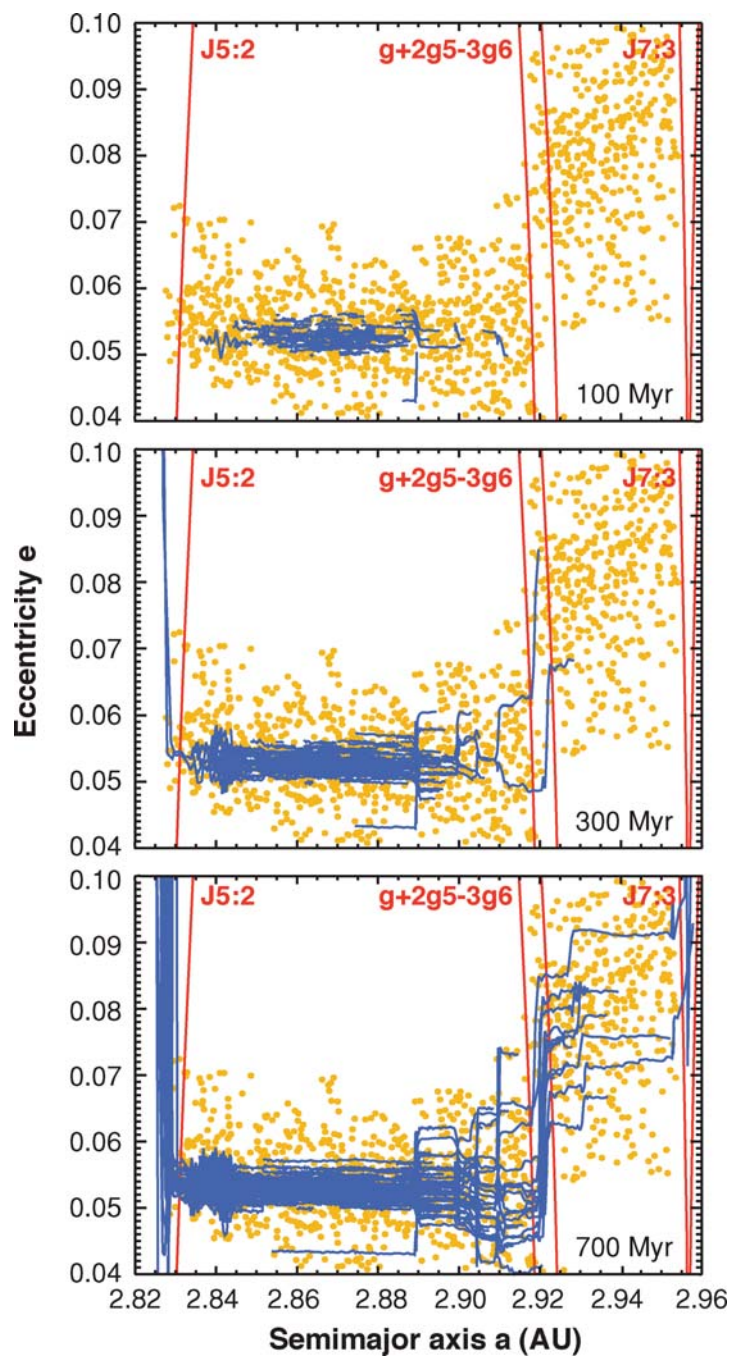 0.10
J5:2 g+2g5-3g6 J7:3
0.09
0.08
0.07
0.06
0.05
0.04
100 Myr
0.10
J5:2 g+2g5-3g6 J7:3
0.09
0.08
0.07
0.06
0.05
0.04
300 Myr
Eccentricity e
0.10
J5:2 g+2g5-3g6 J7:3
0.09
0.08
0.07
0.06
0.05
0.04
700 Myr
2.82 2.84 2.86 2.88 2.90 2.92 2.94 2.96
Semimajor axis a (AU)